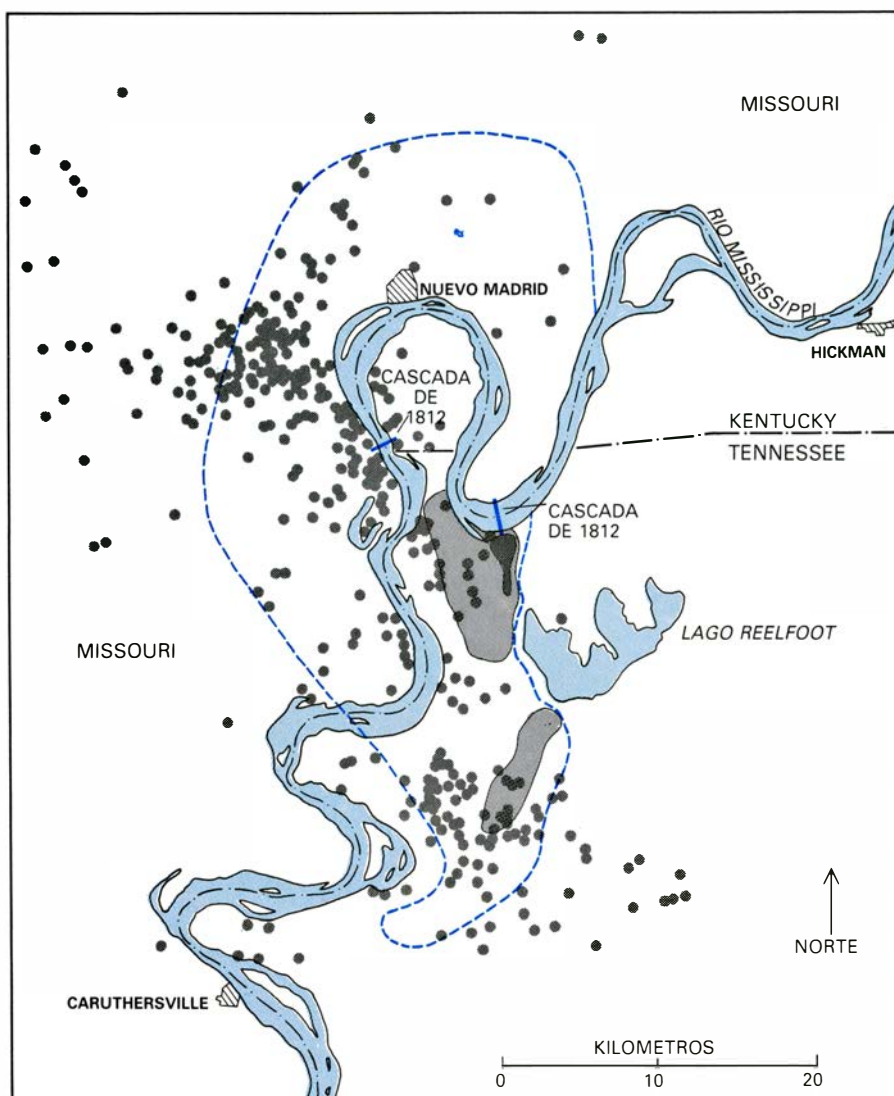 MISSOURI
RIO MISSISSIPPI
NUEVO MADRID
HICKMAN
CASCADA
DE
1812
KENTUCKY
TENNESSEE
CASCADA
DE 1812
LAGO REELFOOT
MISSOURI
NORTE
CARUTHERSVILLE
KILOMETROS
0 10 20